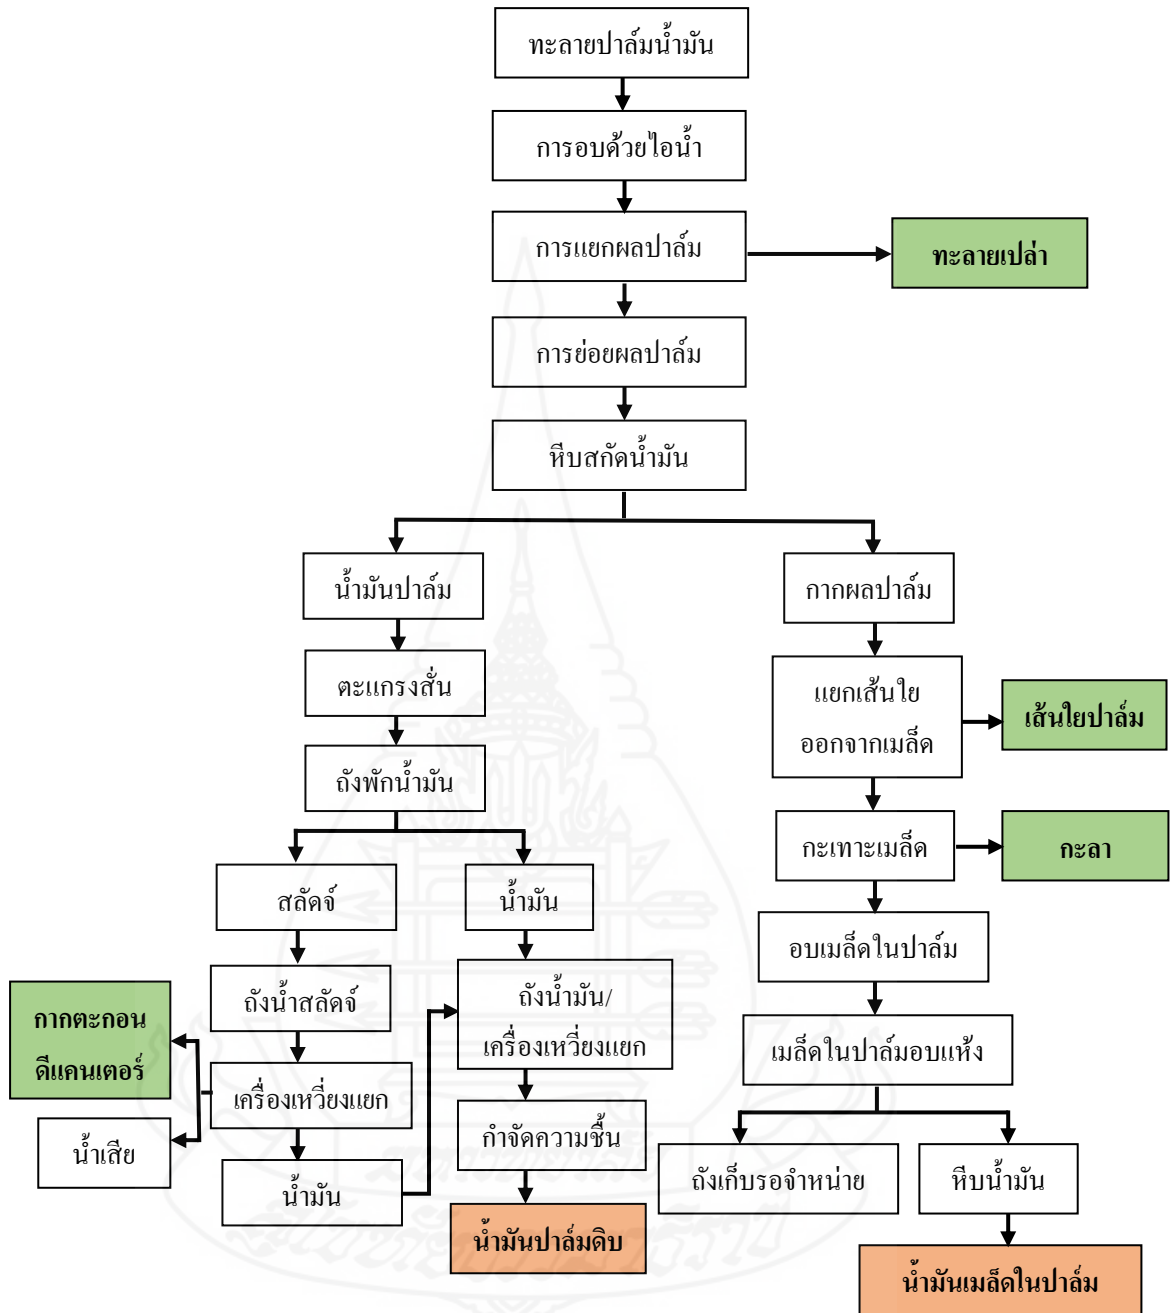 ทะลายปาล์มน้ำมัน
การอบด้วยไอน้ำ
การแยกผลปาล์ม
ทะลายเปล่า
การย่อยผลปาล์ม
หีบสกัดน้ำมัน
น้ำมันปาล์ม
กากผลปาล์ม
ตะแกรงสั่น
แยกเส้นใย
ออกจากเมล็ด
เส้นใยปาล์ม
ถังพักน้ำมัน
กะเทาะเมล็ด
กะลา
สลัดจ์
น้ำมัน
อบเมล็ดในปาล์ม
ถังน้ำสลัดจ์
ถังน้ำมัน/
เครื่องเหวี่ยงแยก
เมล็ดในปาล์มอบแห้ง
กากตะกอน
ดีแคนเตอร์
เครื่องเหวี่ยงแยก
น้ำเสีย
กำจัดความชื้น
ถังเก็บรอจำหน่าย
หีบน้ำมัน
น้ำมัน
น้ำมันปาล์มดิบ
น้ำมันเมล็ดในปาล์ม